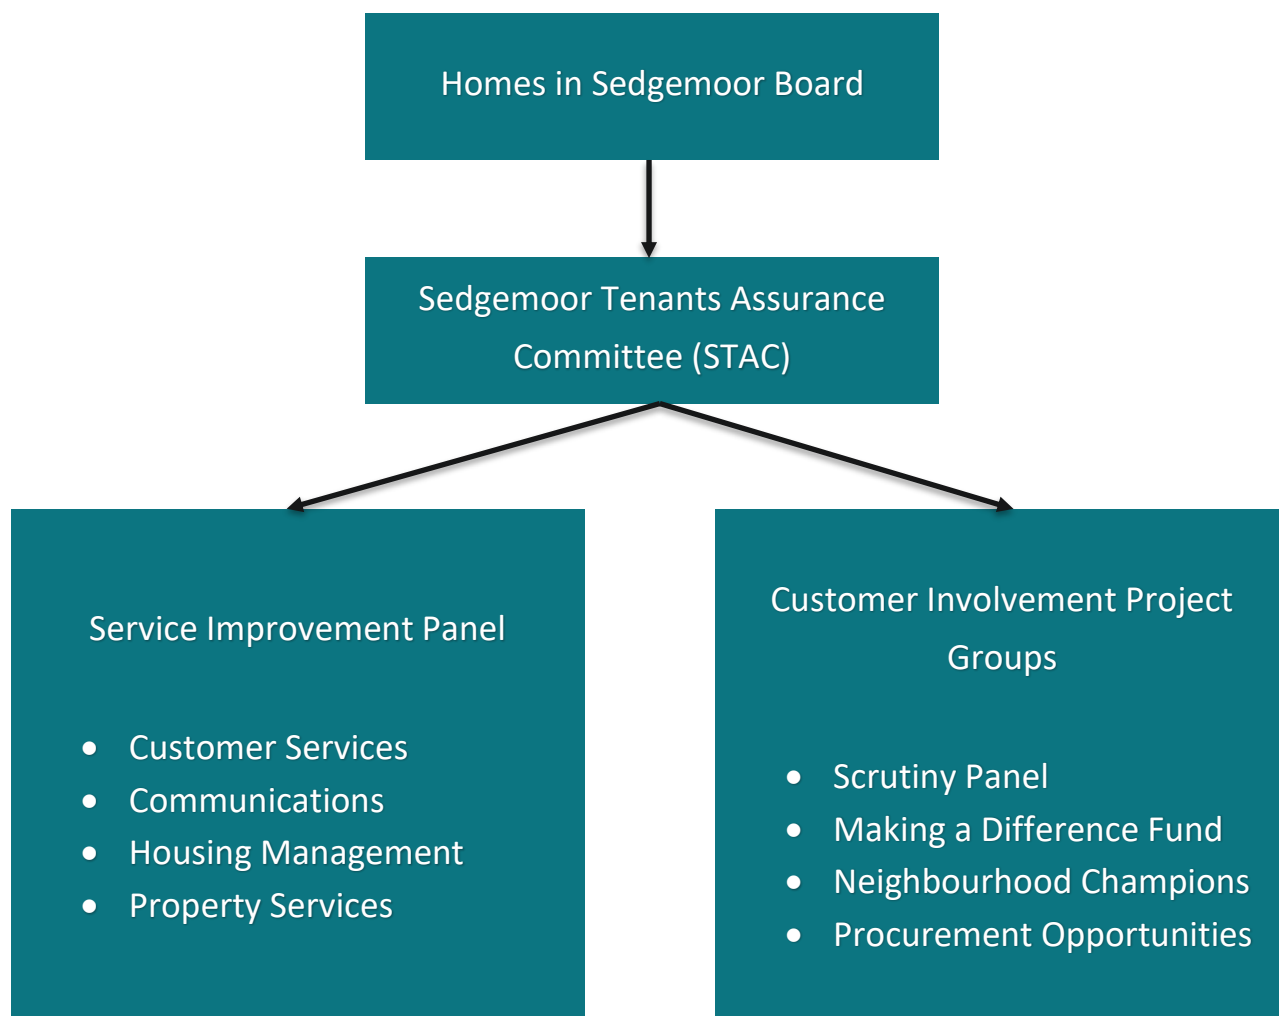 Homes in Sedgemoor Board
Sedgemoor Tenants Assurance
Committee (STAC)
Service Improvement Panel
• Customer Services
• Communications
• Housing Management
• Property Services
Customer Involvement Project
Groups
• Scrutiny Panel
• Making a Difference Fund
• Neighbourhood Champions
• Procurement Opportunities